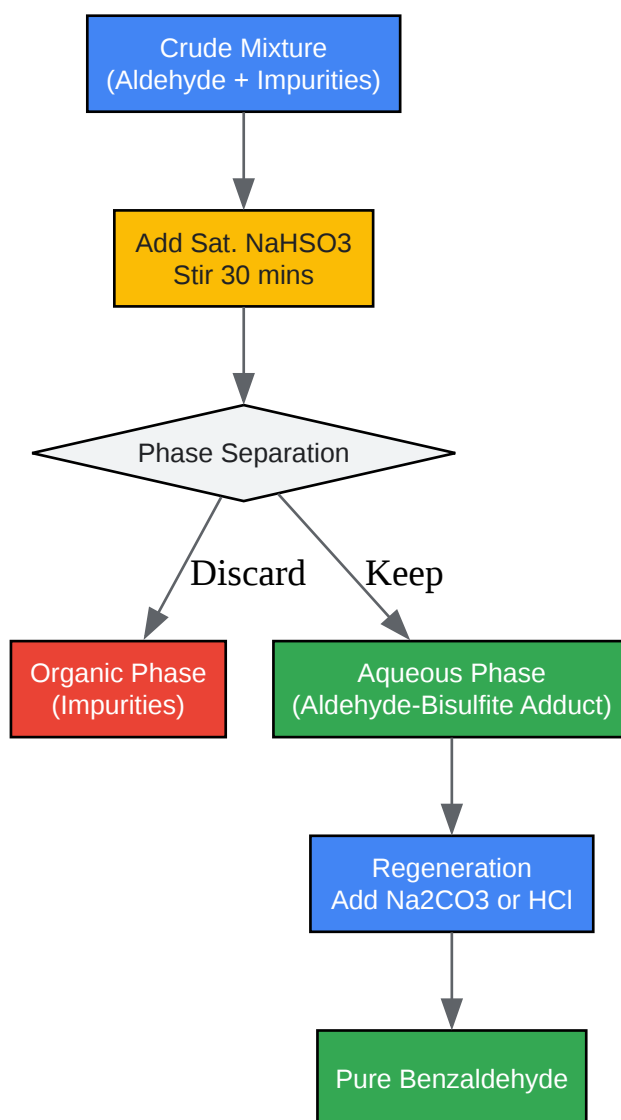 Crude Mixture
(Aldehyde + Impurities)
Add Sat. NaHSO3
Stir 30 mins
Phase Separation
Discard
Keep
Organic Phase
(Impurities)
Aqueous Phase
(Aldehyde-Bisulfite Adduct)
Regeneration
Add Na2CO3 or HCl
Pure Benzaldehyde